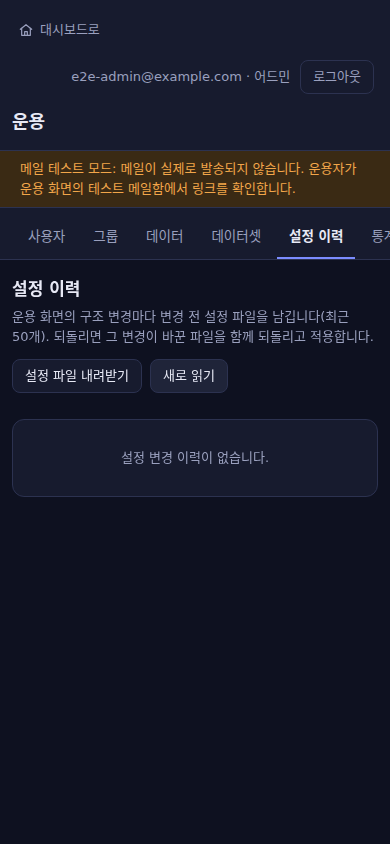 대시보드로
e2e-admin@example.com · 어드민
로그아웃
운용
메일 테스트 모드: 메일이 실제로 발송되지 않습니다. 운용자가
운용 화면의 테스트 메일함에서 링크를 확인합니다.
사용자 그룹 데이터 데이터셋 설정 이력 통계
설정 이력
운용 화면의 구조 변경마다 변경 전 설정 파일을 남깁니다(최근
50개). 되돌리면 그 변경이 바꾼 파일을 함께 되돌리고 적용합니다.
설정 파일 내려받기 새로 읽기
설정 변경 이력이 없습니다.